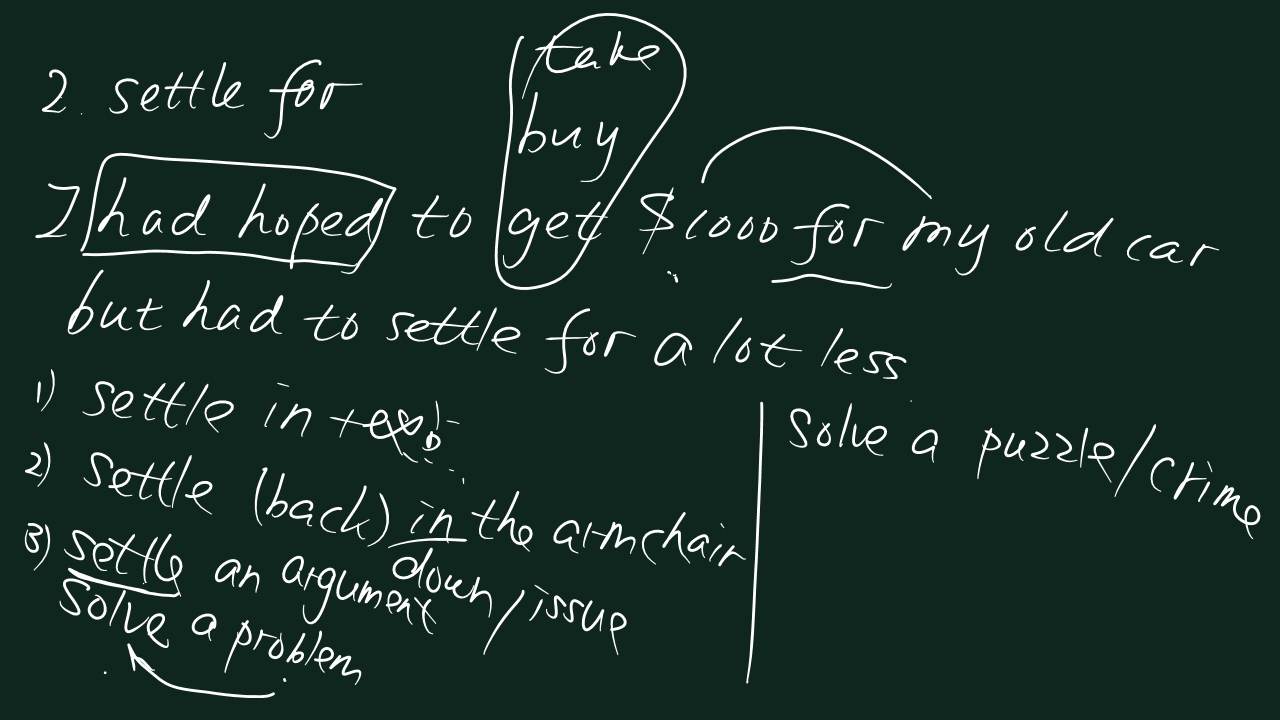 take
2. settle for
buy
I had hoped to get $1000 for my old car
but had to settle for a lot less
1) settle in
solve a puzzle/crime
2) settle (back) in the armchair
down
3) settle an argument/issue
solve a problem